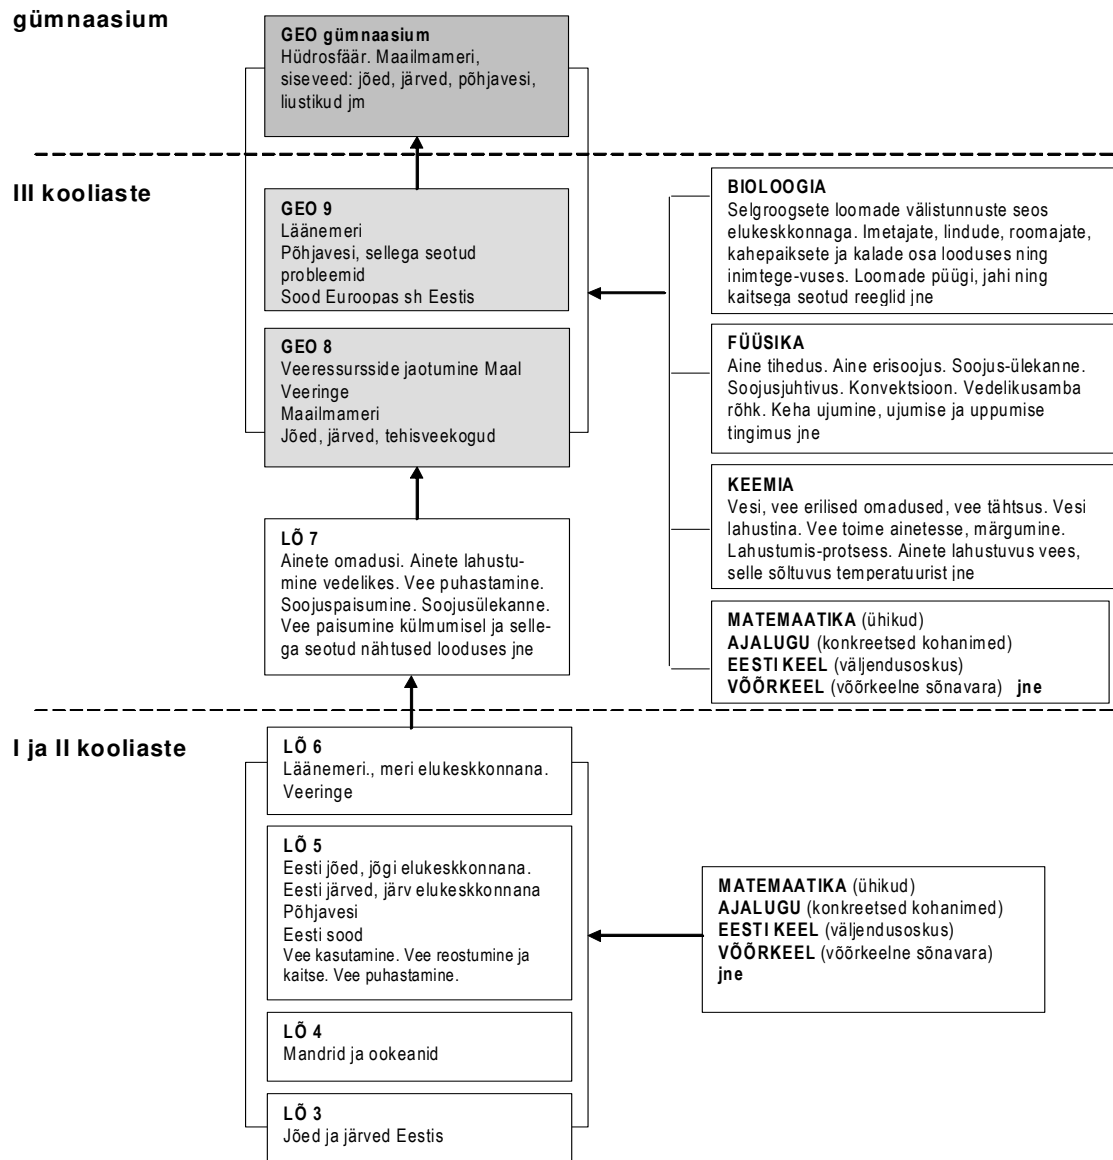 gümnaasium
GEO gümnaasium
Hüdrosfäär. Maailmameri,
siseveed: jõed, järved, põhjavesi,
liustikud jm
III kooliaste
GEO 9
Läänemeri
Põhjavesi, sellega seotud
probleemid
Sood Euroopas sh Eestis
GEO 8
Veeressursside jaotumine Maal
Veeringe
Maailmameri
Jõed, järved, tehisveekogud
LÕ 7
Ainete omadusi. Ainete lahustu-
mine vedelikes. Vee puhastamine.
Soojuspaisumine. Soojusülekanne.
Vee paisumine külmumisel ja selle-
ga seotud nähtused looduses jne
BIOLOOGIA
Selgroogsete loomade välistunnuste seos
elukeskkonnaga. Imetajate, lindude, roomajate,
kahepaiksete ja kalade osa looduses ning
inimtege-vuses. Loomade püügi, jahi ning
kaitsega seotud reeglid jne
FÜÜSIKA
Aine tihedus. Aine erisoojus. Soojus-ülekanne.
Soojusjuhtivus. Konvektsioon. Vedelikusamba
rõhk. Keha ujumine, ujumise ja uppumise
tingimus jne
KEEMIA
Vesi, vee erilised omadused, vee tähtsus. Vesi
lahustina. Vee toime ainetesse, märgumine.
Lahustumis-protsess. Ainete lahustuvus vees,
selle sõltuvus temperatuurist jne
MATEMAATIKA (ühikud)
AJALUGU (konkreetsed kohanimed)
EESTI KEEL (väljendusoskus)
VÕÕRKEEL (võõrkeelne sõnavara) jne
I ja II kooliaste
LÕ 6
Läänemeri., meri elukeskkonnana.
Veeringe
LÕ 5
Eesti jõed, jõgi elukeskkonnana.
Eesti järved, järv elukeskkonnana
Põhjavesi
Eesti sood
Vee kasutamine. Vee reostumine ja
kaitse. Vee puhastamine.
LÕ 4
Mandrid ja ookeanid
LÕ 3
Jõed ja järved Eestis
MATEMAATIKA (ühikud)
AJALUGU (konkreetsed kohanimed)
EESTI KEEL (väljendusoskus)
VÕÕRKEEL (võõrkeelne sõnavara)
jne